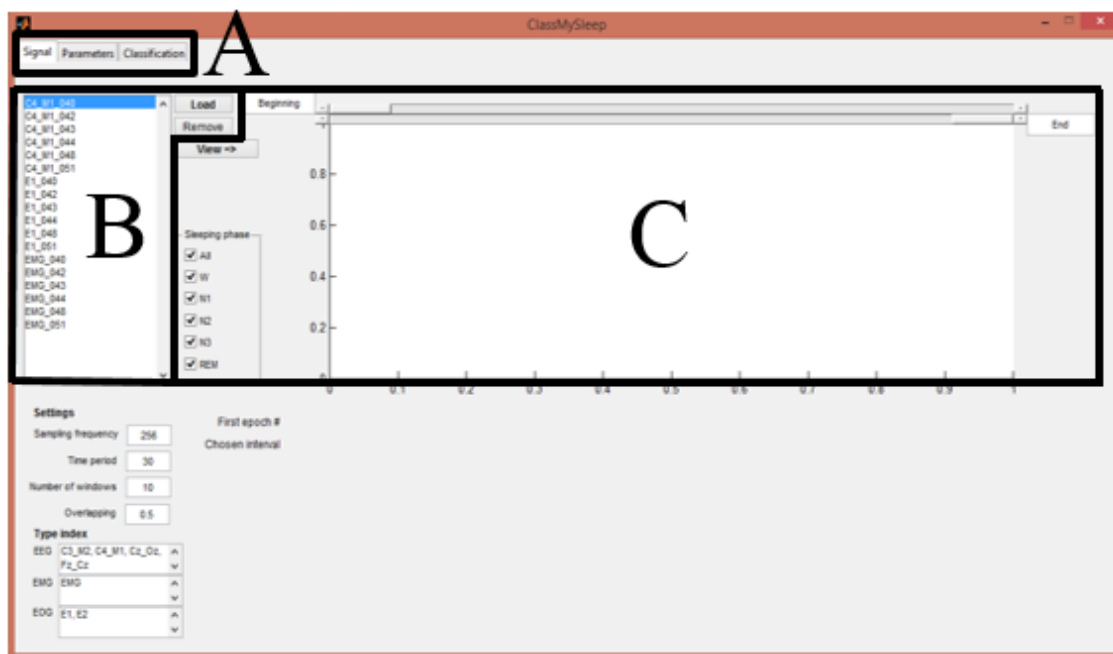 ClassMySleep
Signal Parameters Classification
A
C4_M1_040
C4_M1_042
C4_M1_043
C4_M1_044
C4_M1_048
C4_M1_051
E1_040
E1_042
E1_043
E1_044
E1_048
E1_051
EMG_040
EMG_042
EMG_043
EMG_044
EMG_048
EMG_051
B
Load
Remove
View ->
Sleeping phase
All
W
N1
N2
N3
REM
Beginning
End
C
0.8
0.6
0.4
0.2
0 0.1 0.2 0.3 0.4 0.5 0.6 0.7 0.8 0.9 1
Settings
Sampling frequency 256
Time period 30
Number of windows 10
Overlapping 0.5
First epoch #
Chosen interval
Type index
EEG C3_M2, C4_M1, Cz_Oz,
Fz_Cz
EMG EMG
EOG E1, E2